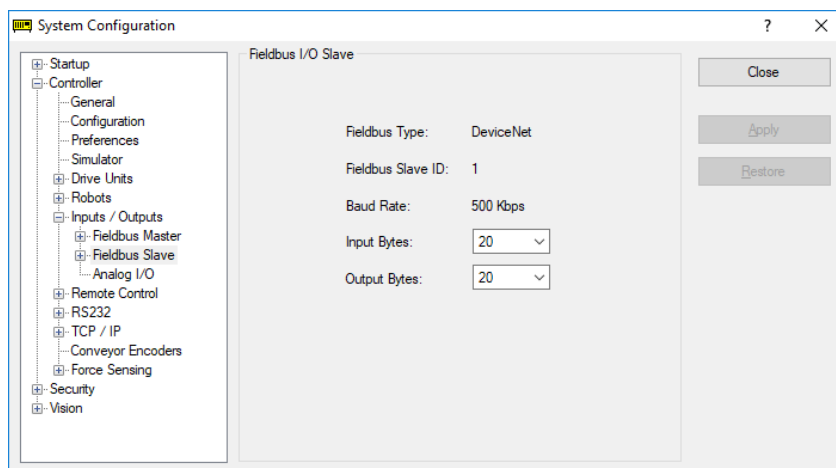 System Configuration
Startup
Controller
General
Configuration
Preferences
Simulator
Drive Units
Robots
Inputs / Outputs
Fieldbus Master
Fieldbus Slave
Analog I/O
Remote Control
RS232
TCP / IP
Conveyor Encoders
Force Sensing
Security
Vision
Fieldbus I/O Slave
Fieldbus Type: DeviceNet
Fieldbus Slave ID: 1
Baud Rate: 500 Kbps
Input Bytes: 20
Output Bytes: 20
Close
Apply
Restore